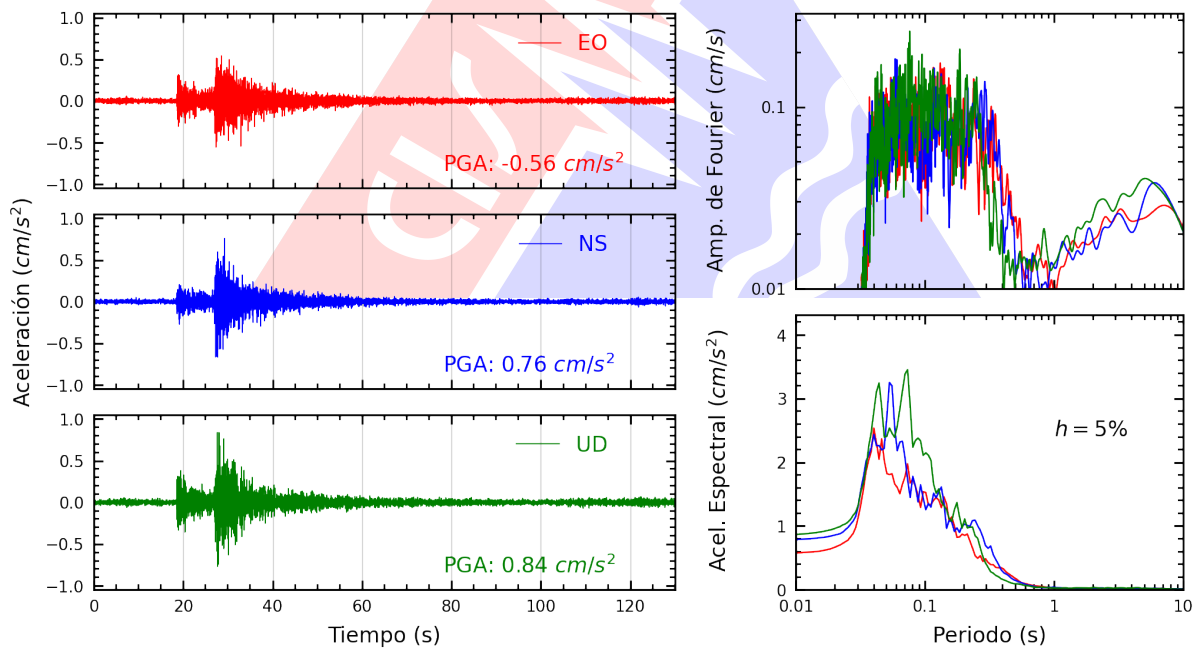 1.0
0.5
0.0
−0.5
−1.0
EO
PGA: -0.56 cm/s²
1.0
0.5
0.0
−0.5
−1.0
NS
PGA: 0.76 cm/s²
1.0
0.5
0.0
−0.5
−1.0
UD
PGA: 0.84 cm/s²
Aceleración (cm/s²)
0 20 40 60 80 100 120
Tiempo (s)
Amp. de Fourier (cm/s)
0.1
0.01
Acel. Espectral (cm/s²)
4
3
2
1
0
h = 5%
0.01 0.1 1 10
Periodo (s)
CIS